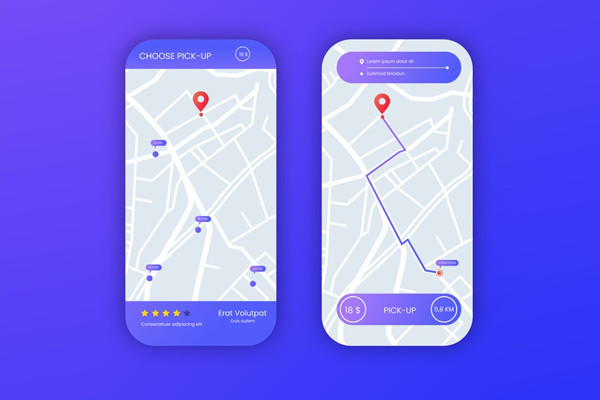 CHOOSE PICK-UP
18 $
Erat Volutpat
Duis autem
Consectetuer adipiscing elit
Lorem ipsum dolor sit
Euismod tincidun
18 $
PICK-UP
5,8 KM